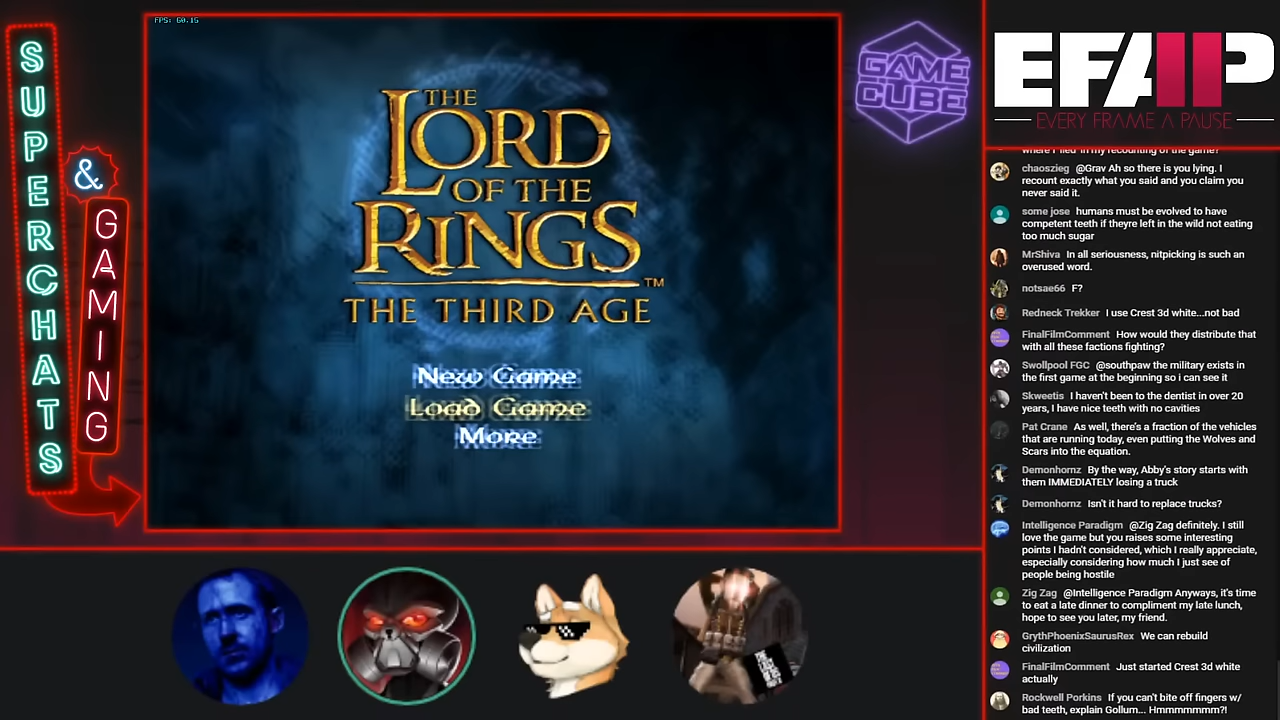 FPS: 60.15
SUPERCHATS
&
GAMING
THE
LORD
OF THE
RINGS
™
THE THIRD AGE
New Game
Load Game
More
GAME
CUBE
EFAP
EVERY FRAME A PAUSE
where I lied in my recounting of the game?
chaoszieg @Grav Ah so there is you lying. I
recount exactly what you said and you claim you
never said it.
some jose humans must be evolved to have
competent teeth if theyre left in the wild not eating
too much sugar
MrShiva In all seriousness, nitpicking is such an
overused word.
notsae66 F?
Redneck Trekker I use Crest 3d white...not bad
FinalFilmComment How would they distribute that
with all these factions fighting?
Swollpool FGC @southpaw the military exists in
the first game at the beginning so i can see it
Skweetis I haven't been to the dentist in over 20
years, I have nice teeth with no cavities
Pat Crane As well, there's a fraction of the vehicles
that are running today, even putting the Wolves and
Scars into the equation.
Demonhornz By the way, Abby's story starts with
them IMMEDIATELY losing a truck
Demonhornz Isn't it hard to replace trucks?
Intelligence Paradigm @Zig Zag definitely. I still
love the game but you raises some interesting
points I hadn't considered, which I really appreciate,
especially considering how much I just see of
people being hostile
Zig Zag @Intelligence Paradigm Anyways, it's time
to eat a late dinner to compliment my late lunch,
hope to see you later, my friend.
GrythPhoenixSaurusRex We can rebuild
civilization
FinalFilmComment Just started Crest 3d white
actually
Rockwell Porkins If you can't bite off fingers w/
bad teeth, explain Gollum... Hmmmmmmm?!